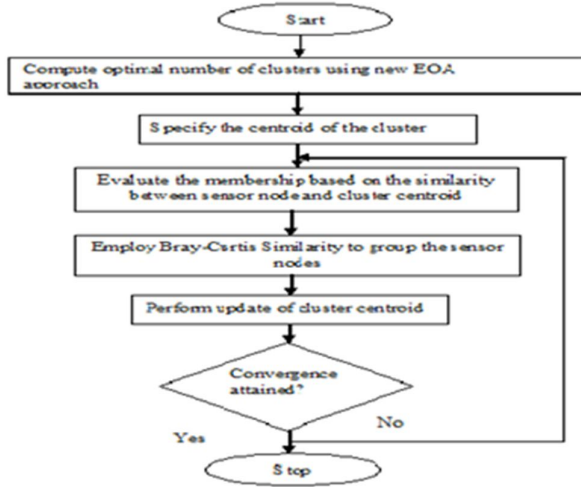 Start
Compute optimal number of clusters using new EOA
approach
Specify the centroid of the cluster
Evaluate the membership based on the similarity
between sensor node and cluster centroid
Employ Bray-Curtis Similarity to group the sensor
nodes
Perform update of cluster centroid
Convergence
attained?
No
Yes
Stop